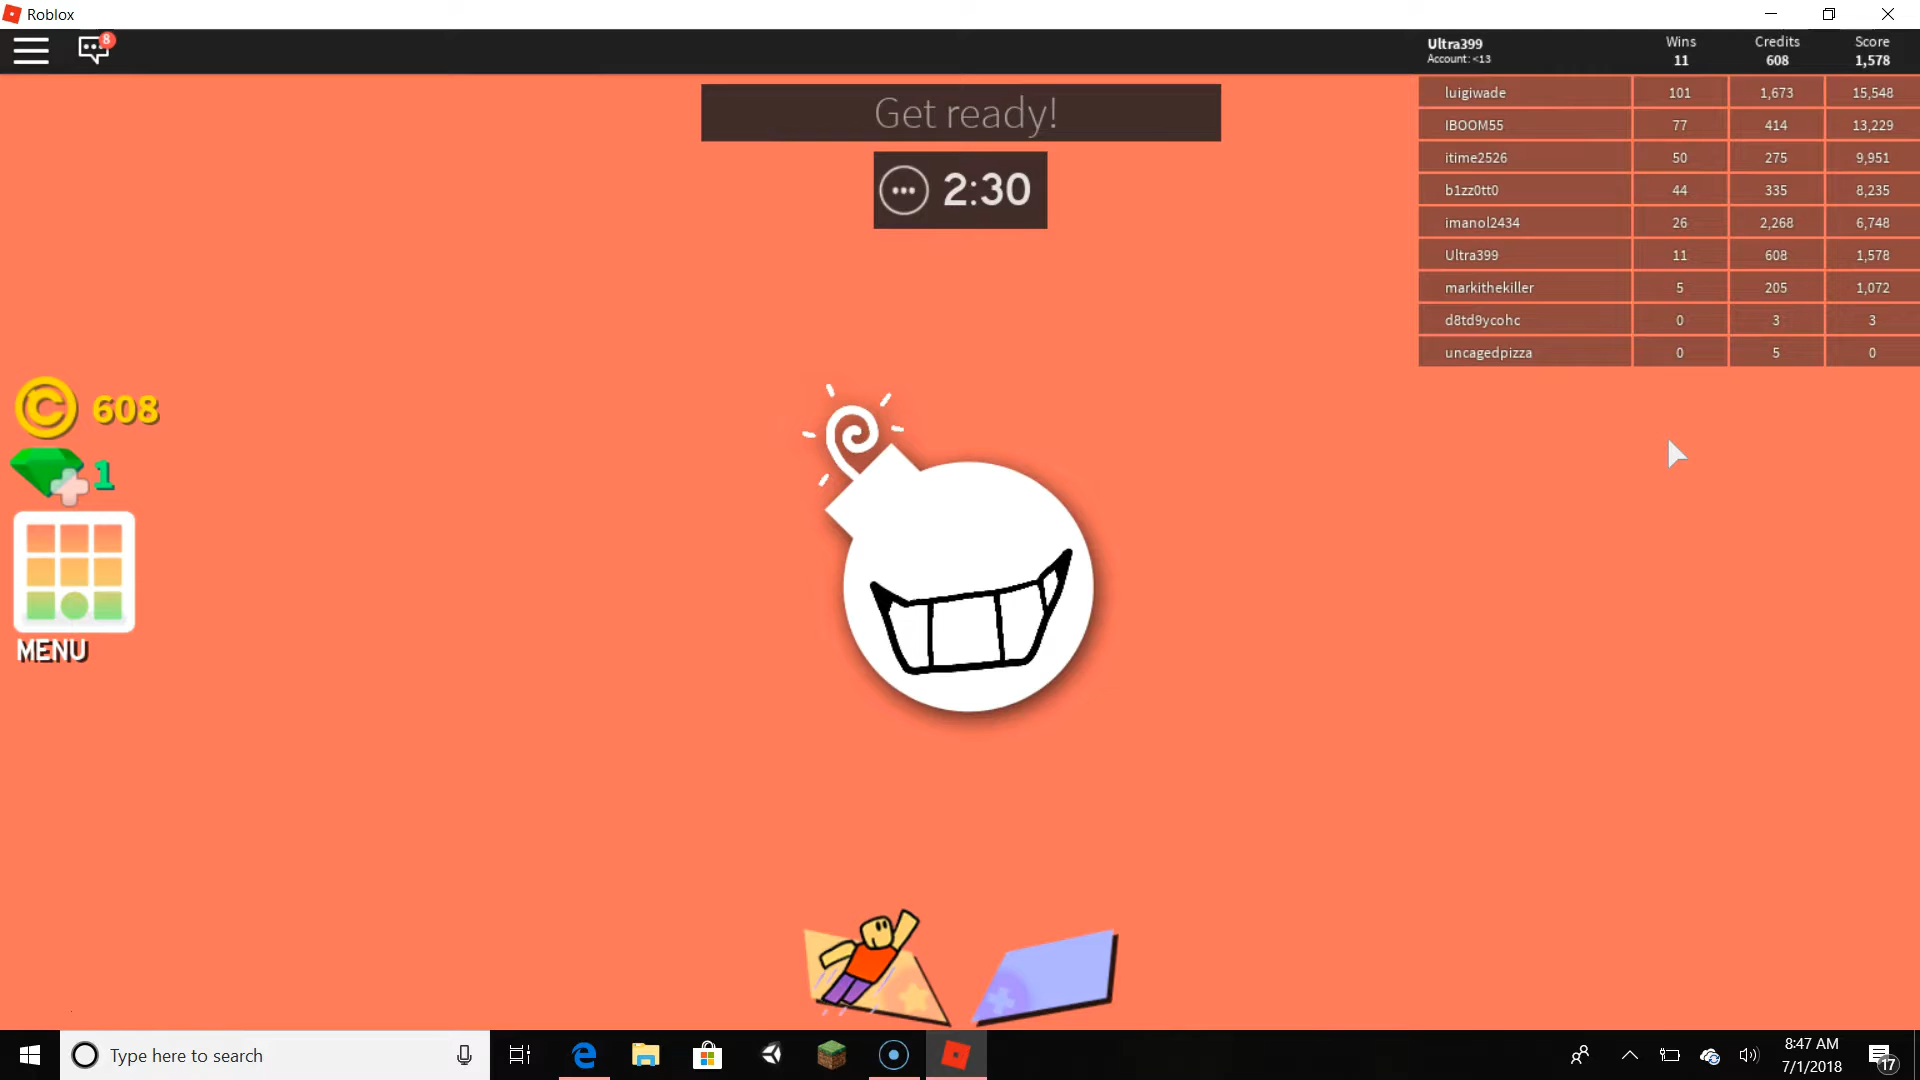 Roblox
8
Ultra399 Wins Credits Score
Account: <13 11 608 1,578
Get ready!
2:30
luigiwade 101 1,673 15,548
IBOOM55 77 414 13,229
itime2526 50 275 9,951
b1zz0tt0 44 335 8,235
imanol2434 26 2,268 6,748
Ultra399 11 608 1,578
markithekiller 5 205 1,072
d8td9ycohc 0 3 3
uncagedpizza 0 5 0
608
1
MENU
Type here to search
8:47 AM
7/1/2018
17